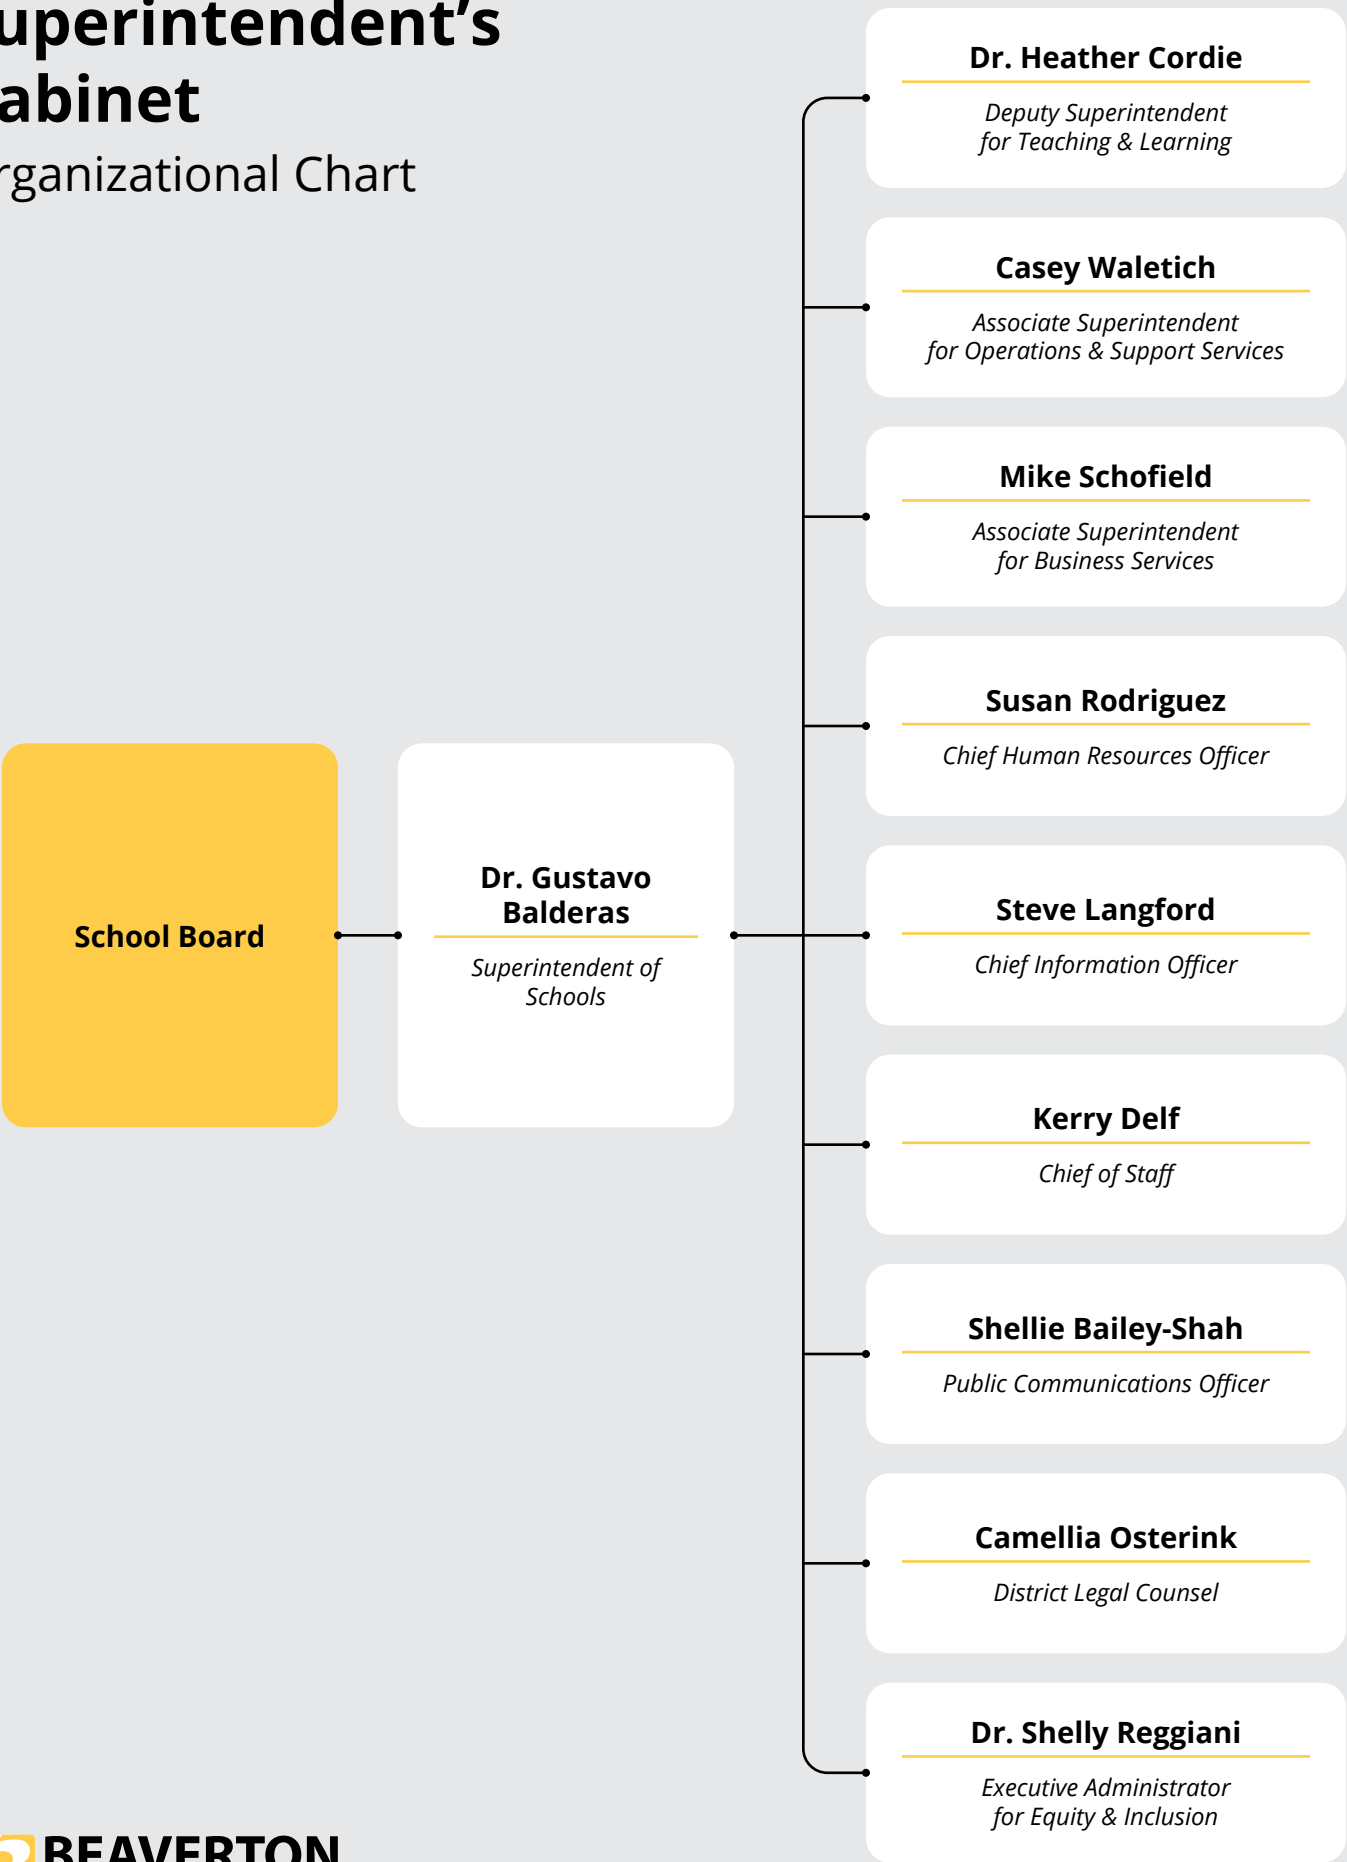 uperintendent’s
abinet
rganizational Chart
Dr. Heather Cordie
Deputy Superintendent
for Teaching & Learning
Casey Waletich
Associate Superintendent
for Operations & Support Services
Mike Schofield
Associate Superintendent
for Business Services
Susan Rodriguez
Chief Human Resources Officer
School Board
Dr. Gustavo
Balderas
Superintendent of
Schools
Steve Langford
Chief Information Officer
Kerry Delf
Chief of Staff
Shellie Bailey-Shah
Public Communications Officer
Camellia Osterink
District Legal Counsel
Dr. Shelly Reggiani
Executive Administrator
for Equity & Inclusion
BEAVERTON